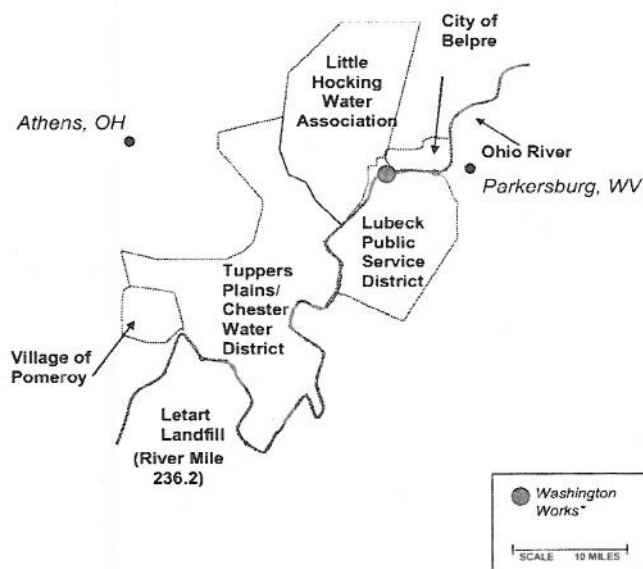 City of
Belpre
Little
Hocking
Water
Association
Athens, OH
Ohio River
Parkersburg, WV
Lubeck
Public
Service
District
Tuppers
Plains/
Chester
Water
District
Village of
Pomeroy
Letart
Landfill
(River Mile
236.2)
Washington
Works*
SCALE 10 MILES